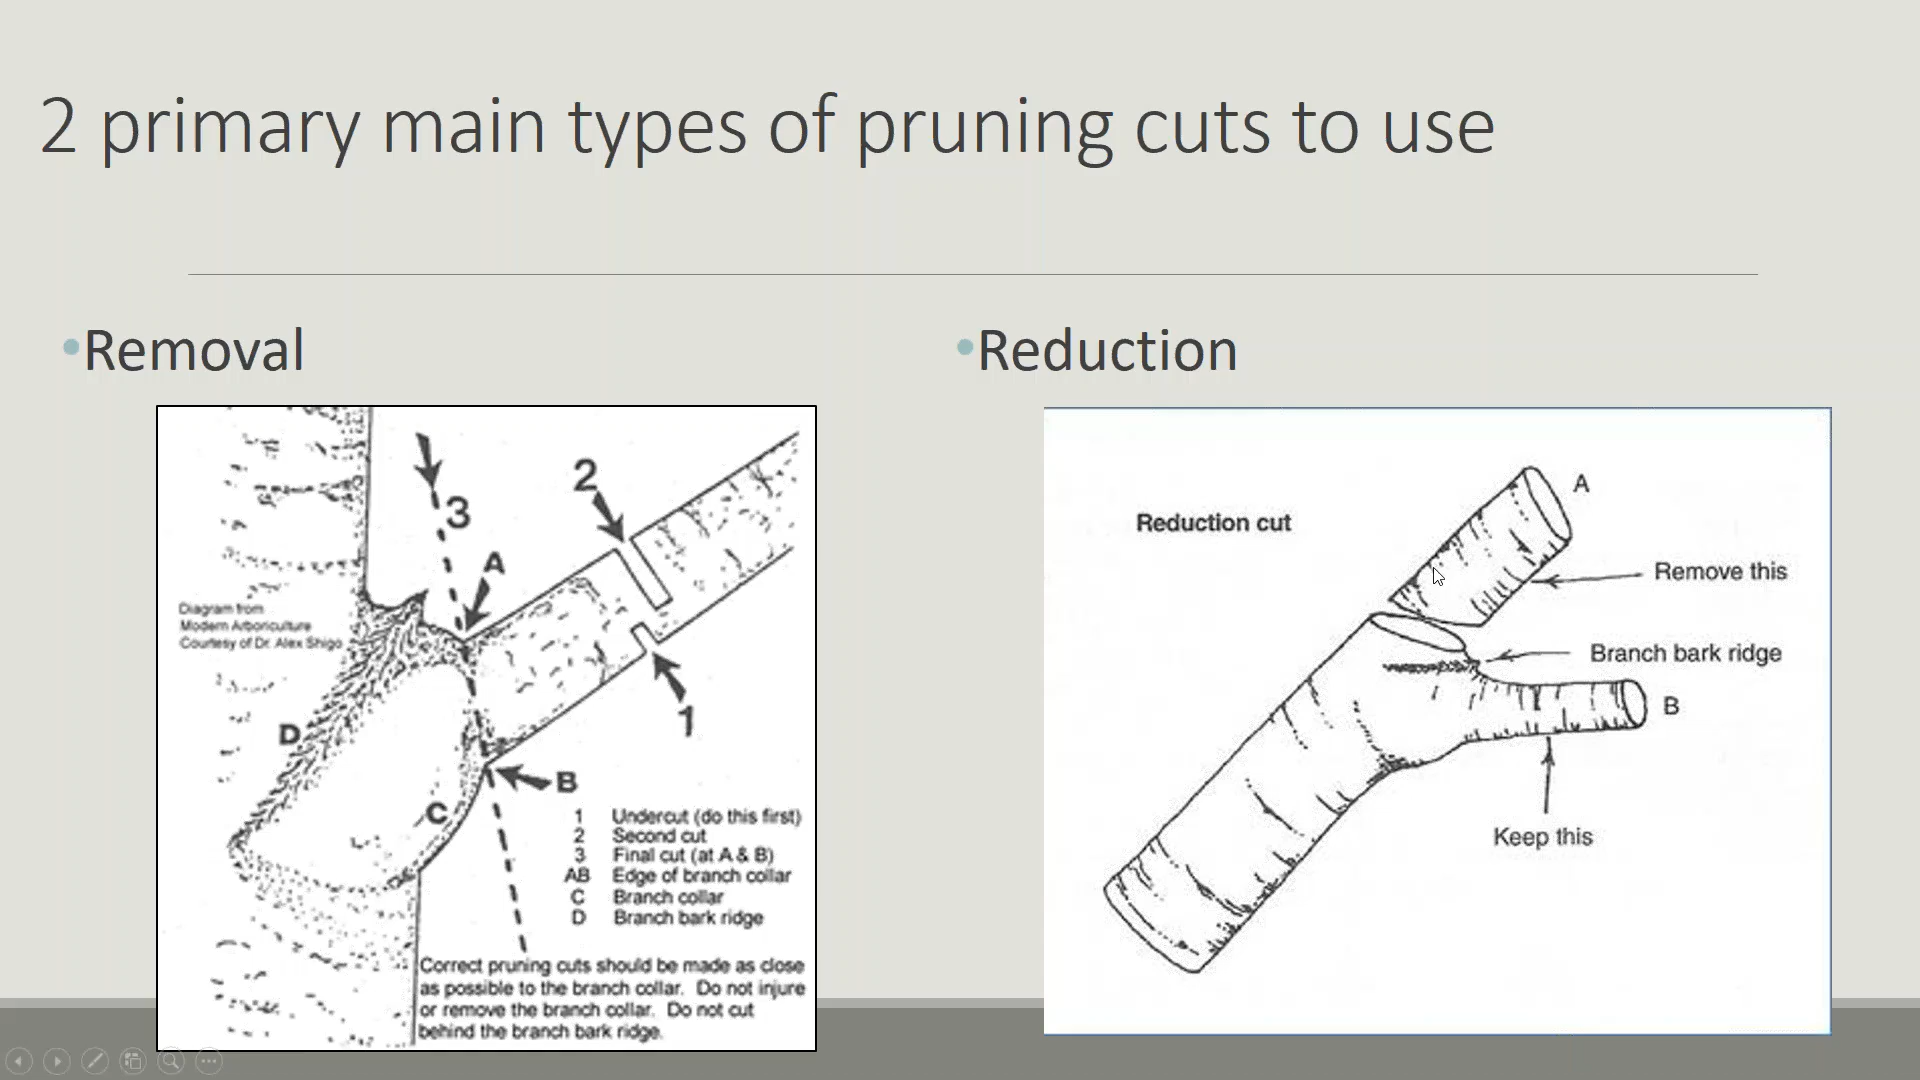 2 primary main types of pruning cuts to use
•Removal
3
2
A
Diagram from
Modern Arboriculture
Courtesy of Dr. Alex Shigo
D
1
B
C
1 Undercut (do this first)
2 Second cut
3 Final cut (at A & B)
AB Edge of branch collar
C Branch collar
D Branch bark ridge
Correct pruning cuts should be made as close
as possible to the branch collar. Do not injure
or remove the branch collar. Do not cut
behind the branch bark ridge.
•Reduction
A
Reduction cut
Remove this
Branch bark ridge
B
Keep this